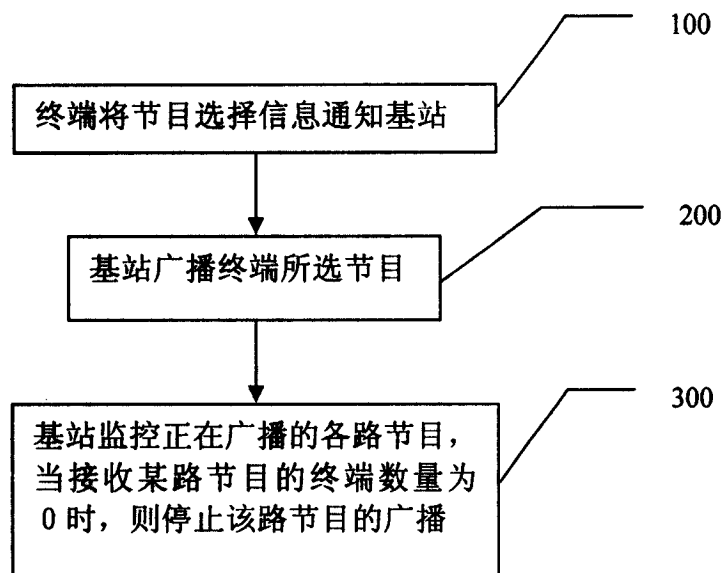 100
终端将节目选择信息通知基站
200
基站广播终端所选节目
300
基站监控正在广播的各路节目，
当接收某路节目的终端数量为
0时，则停止该路节目的广播